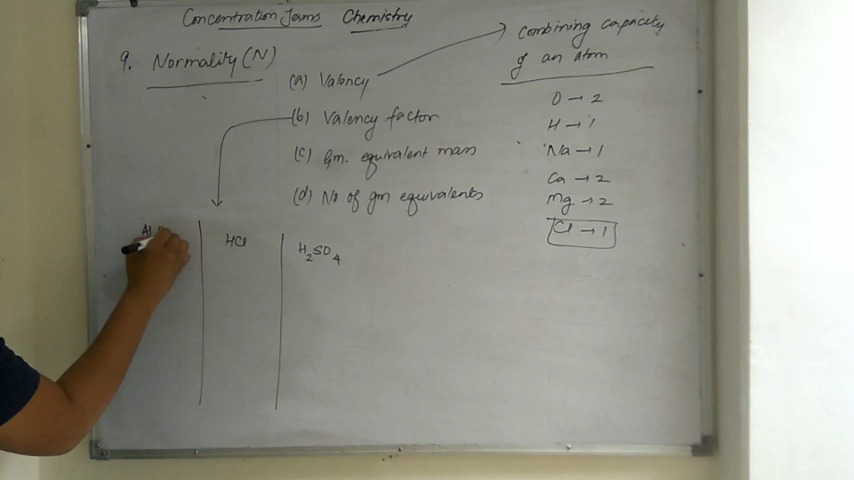 Concentration Terms Chemistry
9. Normality (N)
(a) Valency
(b) Valency factor
(c) Gm. equivalent mass
(d) No. of gm equivalents
combining capacity
of an atom
O → 2
H → 1
Na → 1
Ca → 2
Mg → 2
Cl → 1
HCl
H2SO4